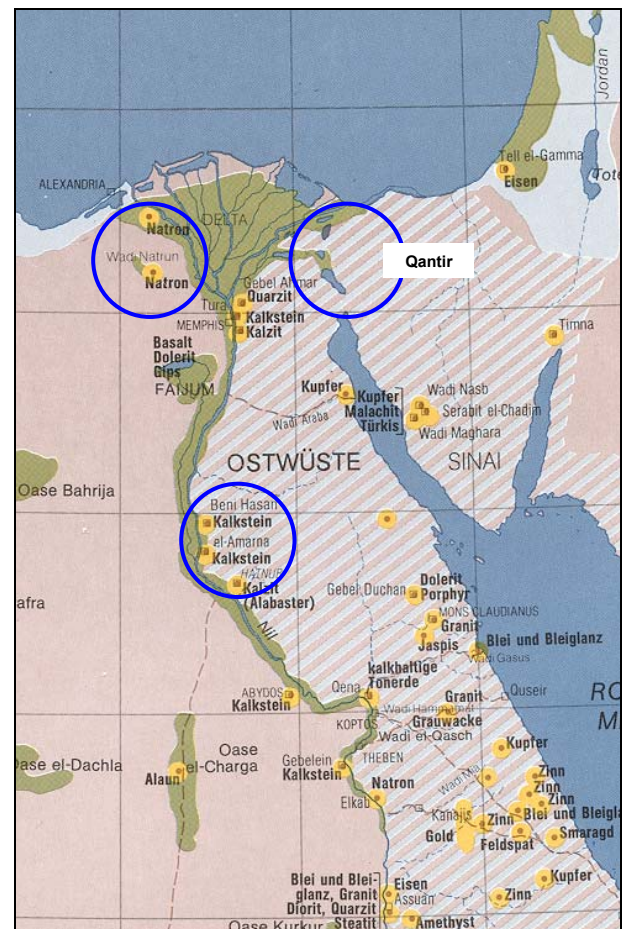 Jordan
Tell el-Gamma
Eisen
Tote
ALEXANDRIA
DELTA
Natron
Wadi Natrun
Natron
Qantir
Gebel Ahmar
Quarzit
Tura
Kalkstein
MEMPHIS
Kalzit
Timna
Basalt
Dolerit
Gips
FAIJUM
Kupfer
Kupfer
Malachit
Türkis
Wadi Nasb
Serabit el-Chadim
Wadi Maghara
Wadi Araba
OSTWÜSTE
SINAI
Oase Bahrija
Beni Hasan
Kalkstein
el-Amarna
Kalkstein
HATNUB
Kalzit
(Alabaster)
Gebel Duchan
Dolerit
Porphyr
MONS CLAUDIANUS
Granit
Jaspis
Blei und Bleiglanz
Wadi Gasus
afra
Nil
kalkhaltige
Tonerde
ABYDOS
Kalkstein
Qena
Granit
Quseir
RO
Wadi Hammamat
Grauwacke
M
KOPTOS
Wadi el-Qasch
Kupfer
Oase
el-Charga
ase el-Dachla
Alaun
Gebelein
Kalkstein
THEBEN
Natron
Elkab
Wadi Mia
Zinn
Zinn
Zinn
Kanajis
Zinn
Blei und Bleigla
Gold
Feldspat
Smaragd
Kupfer
Zinn
Blei und Blei-
glanz, Granit
Diorit, Quarzit
Steatit
Eisen
Assuan
Amethyst
Oase Kurkur